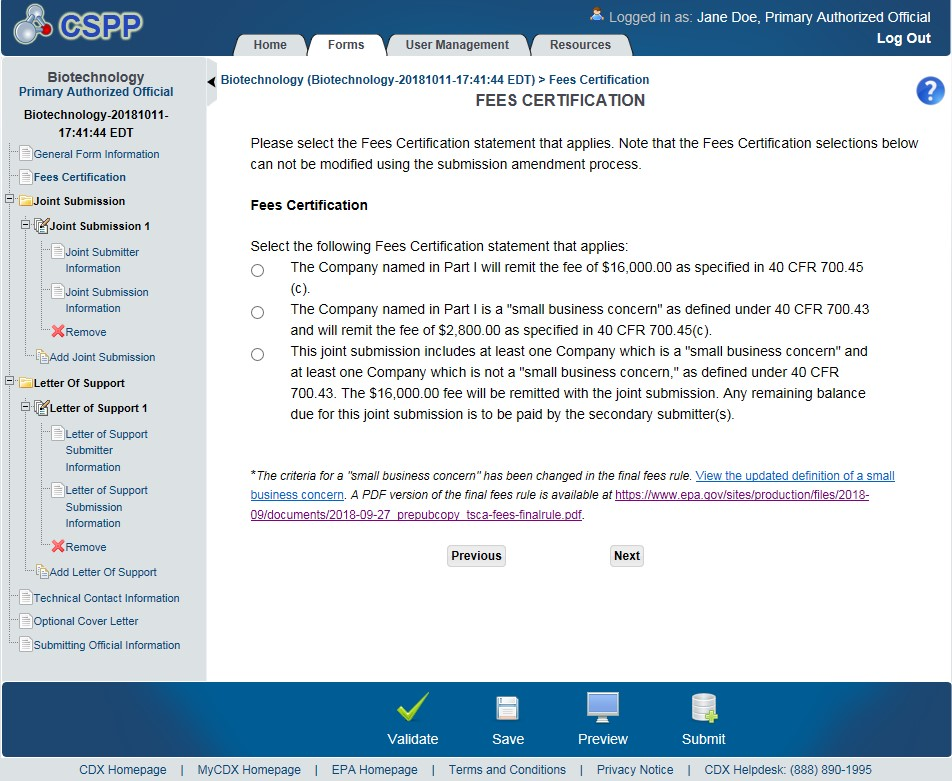 CSPP
Logged in as: Jane Doe, Primary Authorized Official
Log Out
Home
Forms
User Management
Resources
Biotechnology
Primary Authorized Official
Biotechnology-20181011-
17:41:44 EDT
General Form Information
Fees Certification
Joint Submission
Joint Submission 1
Joint Submitter
Information
Joint Submission
Information
Remove
Add Joint Submission
Letter Of Support
Letter of Support 1
Letter of Support
Submitter
Information
Letter of Support
Submission
Information
Remove
Add Letter Of Support
Technical Contact Information
Optional Cover Letter
Submitting Official Information
Biotechnology (Biotechnology-20181011-17:41:44 EDT) > Fees Certification
FEES CERTIFICATION
?
Please select the Fees Certification statement that applies. Note that the Fees Certification selections below
can not be modified using the submission amendment process.
Fees Certification
Select the following Fees Certification statement that applies:
The Company named in Part I will remit the fee of $16,000.00 as specified in 40 CFR 700.45
(c).
The Company named in Part I is a "small business concern" as defined under 40 CFR 700.43
and will remit the fee of $2,800.00 as specified in 40 CFR 700.45(c).
This joint submission includes at least one Company which is a "small business concern" and
at least one Company which is not a "small business concern," as defined under 40 CFR
700.43. The $16,000.00 fee will be remitted with the joint submission. Any remaining balance
due for this joint submission is to be paid by the secondary submitter(s).
*The criteria for a "small business concern" has been changed in the final fees rule. View the updated definition of a small
business concern. A PDF version of the final fees rule is available at https://www.epa.gov/sites/production/files/2018-
09/documents/2018-09-27_prepubcopy_tsca-fees-finalrule.pdf.
Previous
Next
Validate
Save
Preview
Submit
CDX Homepage | MyCDX Homepage | EPA Homepage | Terms and Conditions | Privacy Notice | CDX Helpdesk: (888) 890-1995